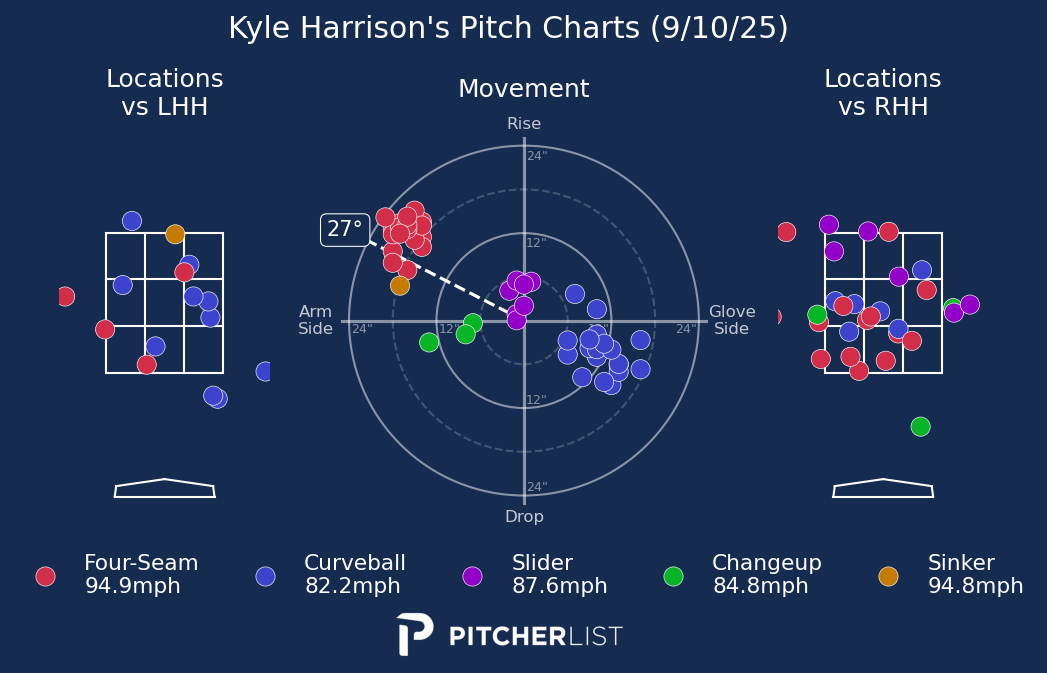 Kyle Harrison's Pitch Charts (9/10/25)
Locations
vs LHH
Movement
Locations
vs RHH
Rise
24"
27°
12"
Arm
Side
24"
12"
24"
Glove
Side
12"
24"
Drop
Four-Seam
94.9mph
Curveball
82.2mph
Slider
87.6mph
Changeup
84.8mph
Sinker
94.8mph
PITCHERLIST